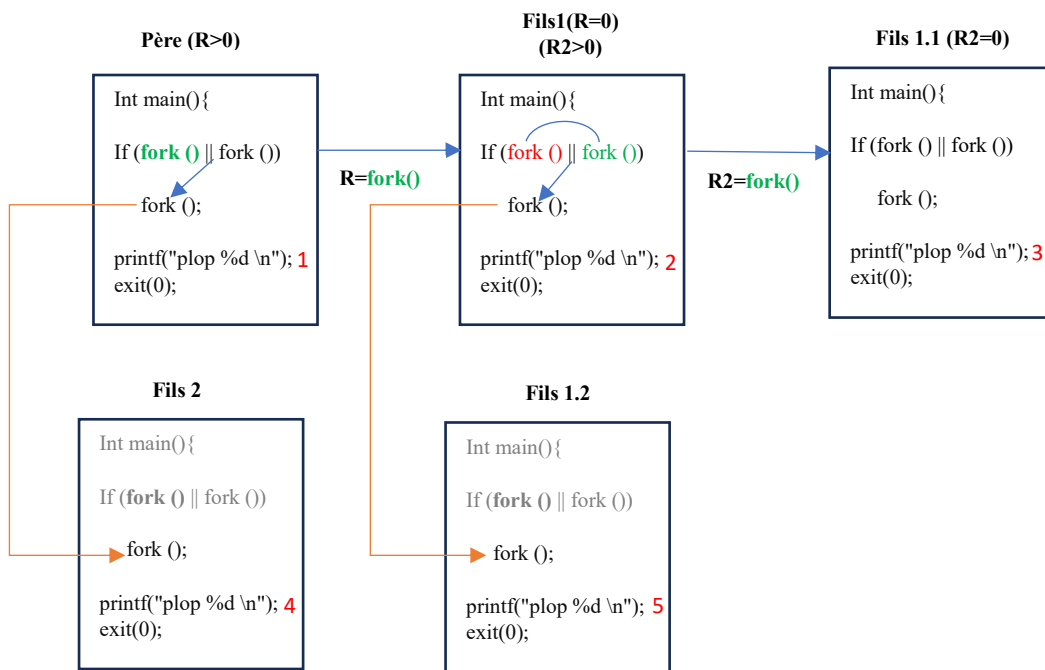 Père (R>0)
Int main(){
If (fork () || fork ())
fork ();
printf("plop %d \n"); 1
exit(0);
R=fork()
Fils1(R=0)
(R2>0)
Int main(){
If (fork () || fork ())
fork ();
printf("plop %d \n"); 2
exit(0);
R2=fork()
Fils 1.1 (R2=0)
Int main(){
If (fork () || fork ())
fork ();
printf("plop %d \n"); 3
exit(0);
Fils 2
Int main(){
If (fork () || fork ())
fork ();
printf("plop %d \n"); 4
exit(0);
Fils 1.2
Int main(){
If (fork () || fork ())
fork ();
printf("plop %d \n"); 5
exit(0);